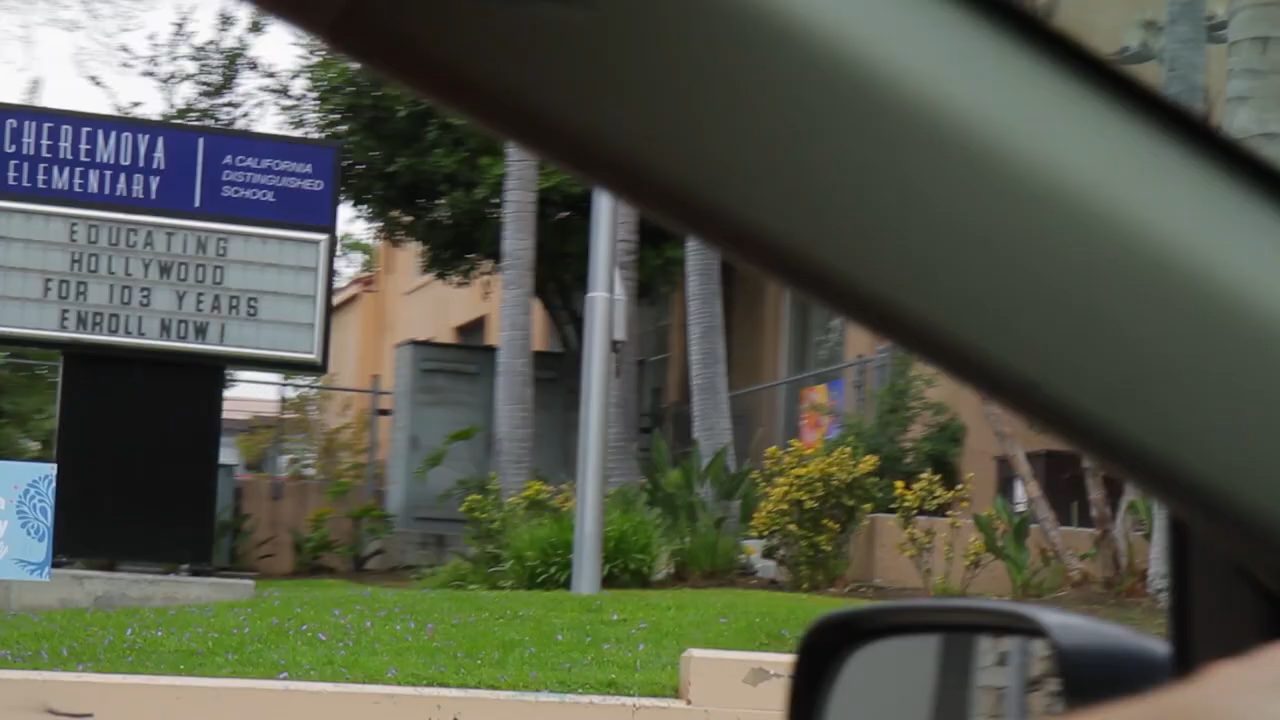 CHEREMOYA
ELEMENTARY
A CALIFORNIA
DISTINGUISHED
SCHOOL
EDUCATING
HOLLYWOOD
FOR 103 YEARS
ENROLL NOW!